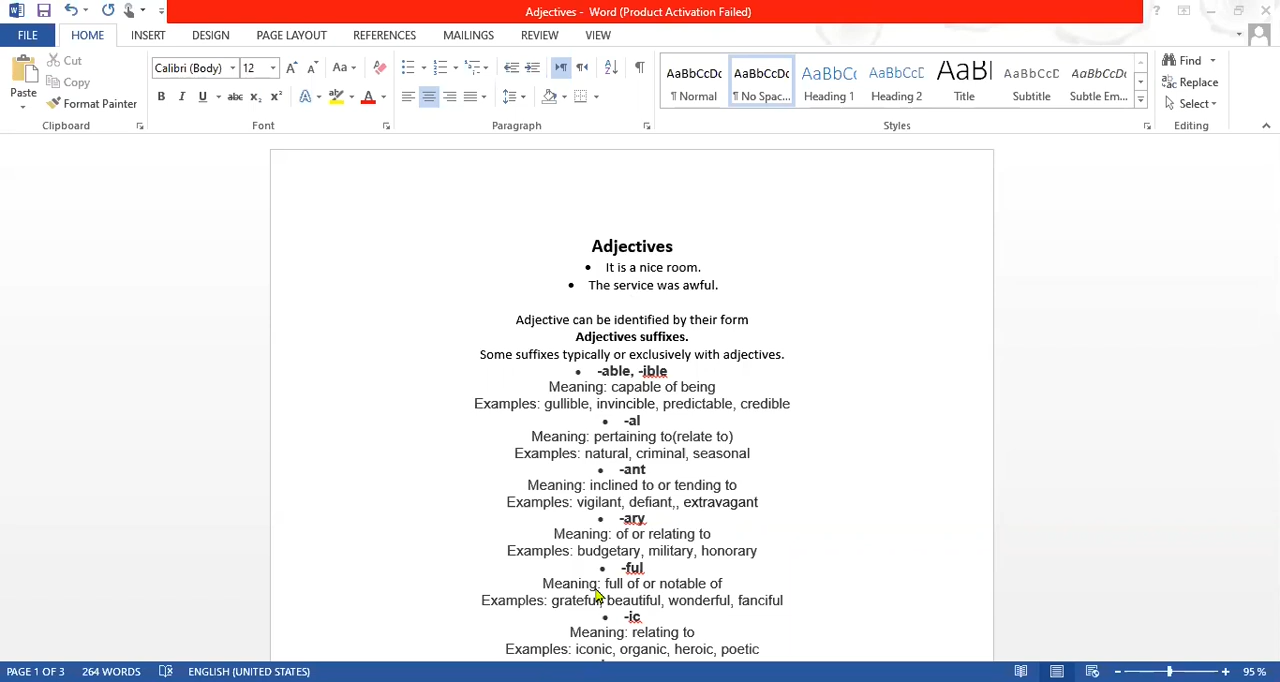 Adjectives - Word (Product Activation Failed)
FILE HOME INSERT DESIGN PAGE LAYOUT REFERENCES MAILINGS REVIEW VIEW
Paste
Cut
Copy
Format Painter
Clipboard
Calibri (Body) 12
Font
Paragraph
AaBbCcDc AaBbCcDc AaBbCc AaBbCcD AaBl AaBbCcD AaBbCcDc
¶ Normal ¶ No Spac... Heading 1 Heading 2 Title Subtitle Subtle Em...
Styles
Find
Replace
Select
Editing
Adjectives
• It is a nice room.
• The service was awful.
Adjective can be identified by their form
Adjectives suffixes.
Some suffixes typically or exclusively with adjectives.
• -able, -ible
Meaning: capable of being
Examples: gullible, invincible, predictable, credible
• -al
Meaning: pertaining to(relate to)
Examples: natural, criminal, seasonal
• -ant
Meaning: inclined to or tending to
Examples: vigilant, defiant,, extravagant
• -ary
Meaning: of or relating to
Examples: budgetary, military, honorary
• -ful
Meaning: full of or notable of
Examples: grateful, beautiful, wonderful, fanciful
• -ic
Meaning: relating to
Examples: iconic, organic, heroic, poetic
PAGE 1 OF 3 264 WORDS ENGLISH (UNITED STATES) 95%